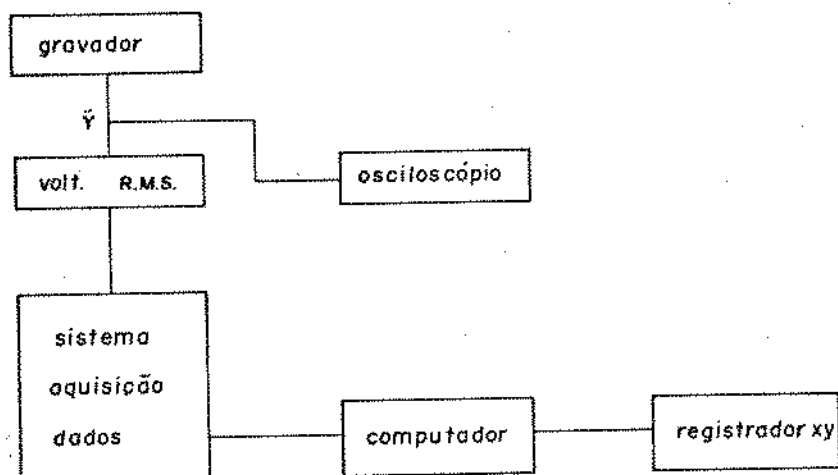 gravador
Ÿ
volt. R.M.S.
osciloscópio
sistema
aquisição
dados
computador
registrador xy